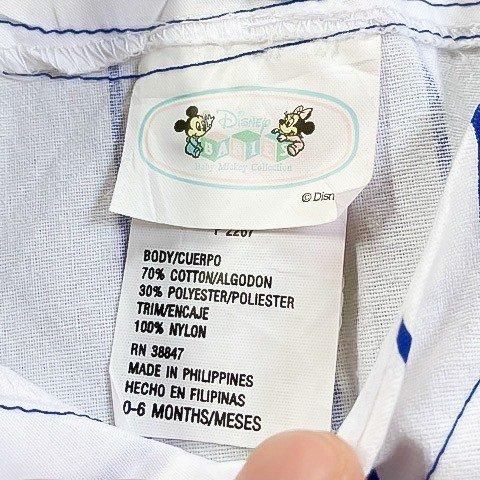 Disney
BABIES
Baby Mickey Collection
© Disn
BODY/CUERPO
70% COTTON/ALGODON
30% POLYESTER/POLIESTER
TRIM/ENCAJE
100% NYLON
RN 38847
MADE IN PHILIPPINES
HECHO EN FILIPINAS
0-6 MONTHS/MESES